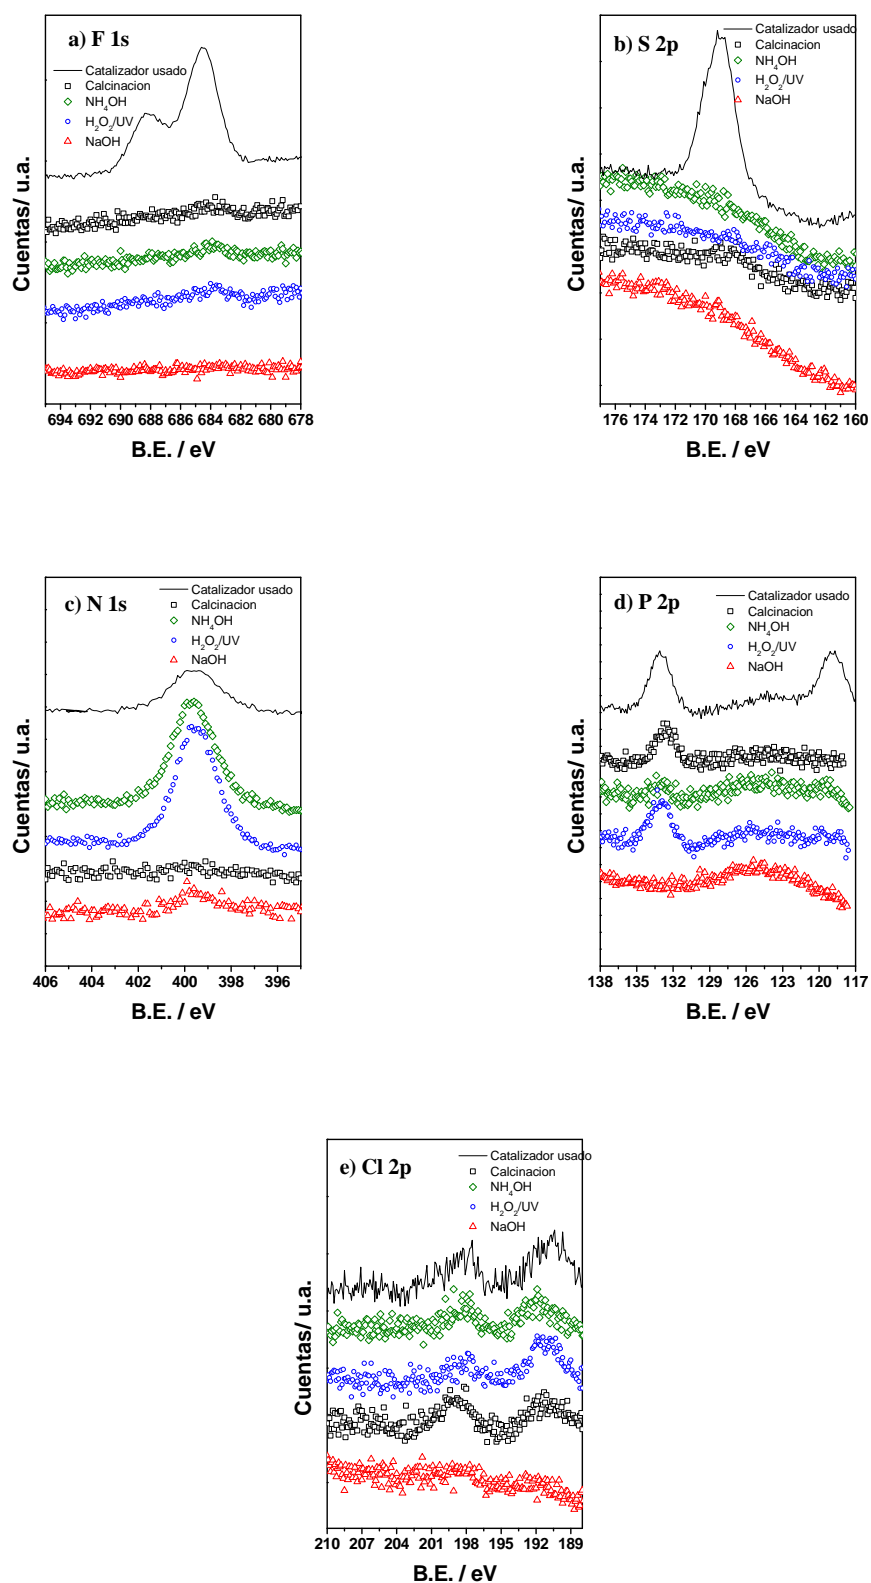 a) F 1s
Catalizador usado
Calcinacion
NH4OH
H2O2/UV
NaOH
Cuentas/ u.a.
694 692 690 688 686 684 682 680 678
B.E. / eV
b) S 2p
Catalizador usado
Calcinacion
NH4OH
H2O2/UV
NaOH
Cuentas/ u.a.
176 174 172 170 168 166 164 162 160
B.E. / eV
c) N 1s
Catalizador usado
Calcinacion
NH4OH
H2O2/UV
NaOH
Cuentas/ u.a.
406 404 402 400 398 396
B.E. / eV
d) P 2p
Catalizador usado
Calcinacion
NH4OH
H2O2/UV
NaOH
Cuentas/ u.a.
138 135 132 129 126 123 120 117
B.E. / eV
e) Cl 2p
Catalizador usado
Calcinacion
NH4OH
H2O2/UV
NaOH
Cuentas/ u.a.
210 207 204 201 198 195 192 189
B.E. / eV